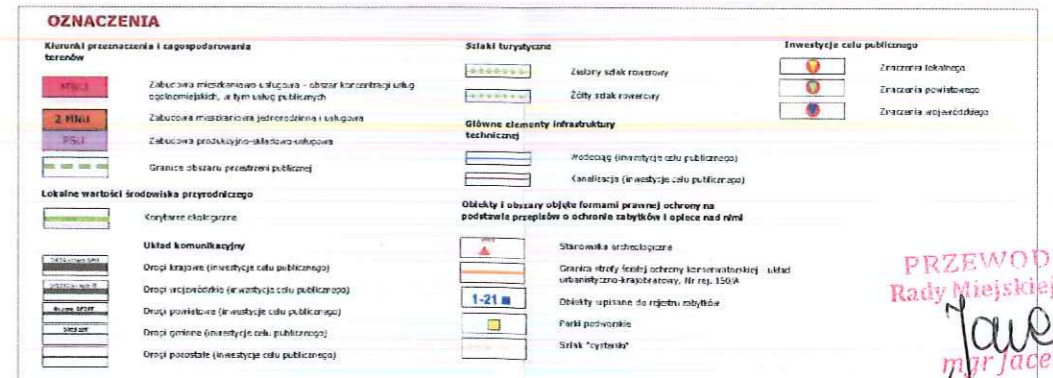 OZNACZENIA
Kierunki przeznaczenia i zagospodarowania
terenów
Zabudowa mieszkaniowo-usługowa - obszar koncentracji usług
ogólnomiejskich, w tym usług publicznych
2 MNU
Zabudowa mieszkaniowa jednorodzinna i usługowa
PSU
Zabudowa produkcyjno-składowo-usługowa
Granice obszaru przestrzeni publicznej
Lokalne wartości środowiska przyrodniczego
Korytarze ekologiczne
Układ komunikacyjny
Drogi krajowe (inwestycje celu publicznego)
Drogi wojewódzkie (inwestycje celu publicznego)
Drogi powiatowe (inwestycje celu publicznego)
Drogi gminne (inwestycje celu publicznego)
Drogi pozostałe (inwestycje celu publicznego)
Szlaki turystyczne
Zielony szlak rowerowy
Żółty szlak rowerowy
Główne elementy infrastruktury
technicznej
Wodociąg (inwestycje celu publicznego)
Kanalizacja (inwestycje celu publicznego)
Obiekty i obszary objęte formami prawnej ochrony na
podstawie przepisów o ochronie zabytków i opiece nad nimi
Stanowiska archeologiczne
Granica strefy ścisłej ochrony konserwatorskiej - układ
urbanistyczno-krajobrazowy, Nr rej. 150/A
1-21
Obiekty wpisane do rejestru zabytków
Parki podworskie
Szlak "cysterski"
Inwestycje celu publicznego
Znaczenia lokalnego
Znaczenia powiatowego
Znaczenia wojewódzkiego
PRZEWOD
Rady Miejskiej
mgr Jace